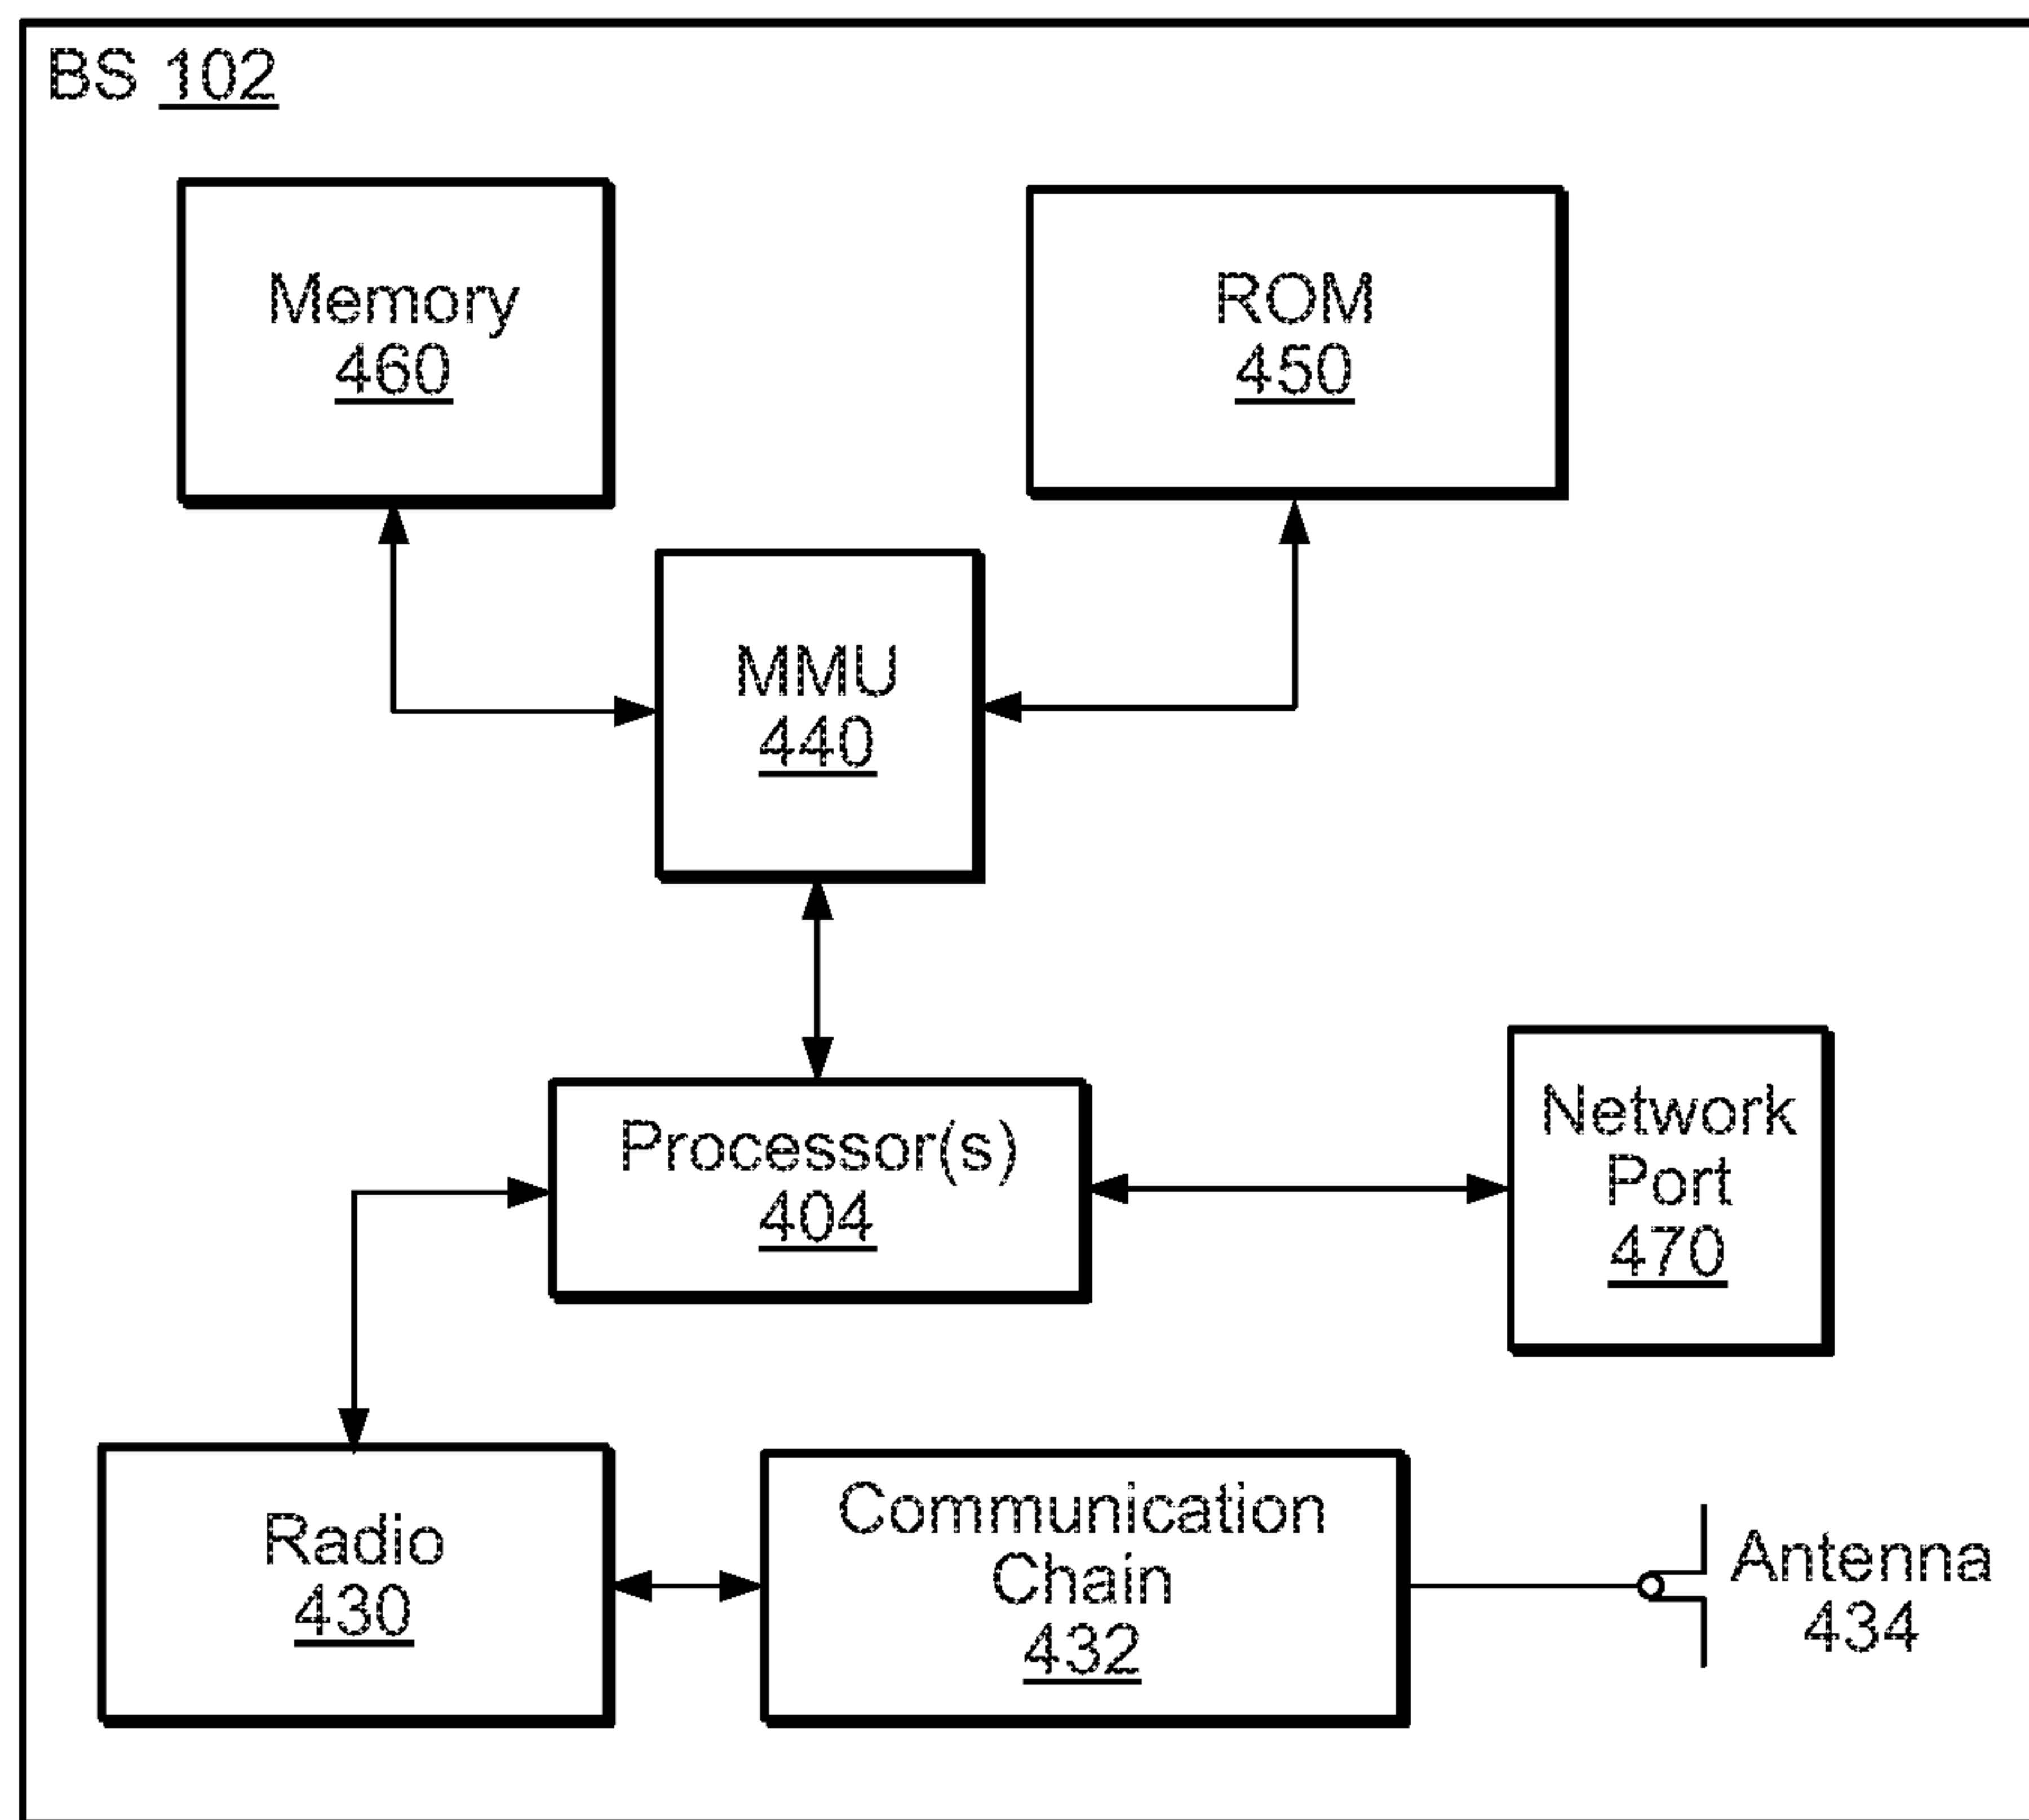 BS 102
Memory
460
ROM
450
MMU
440
Processor(s)
404
Network
Port
470
Radio
430
Communication
Chain
432
Antenna
434